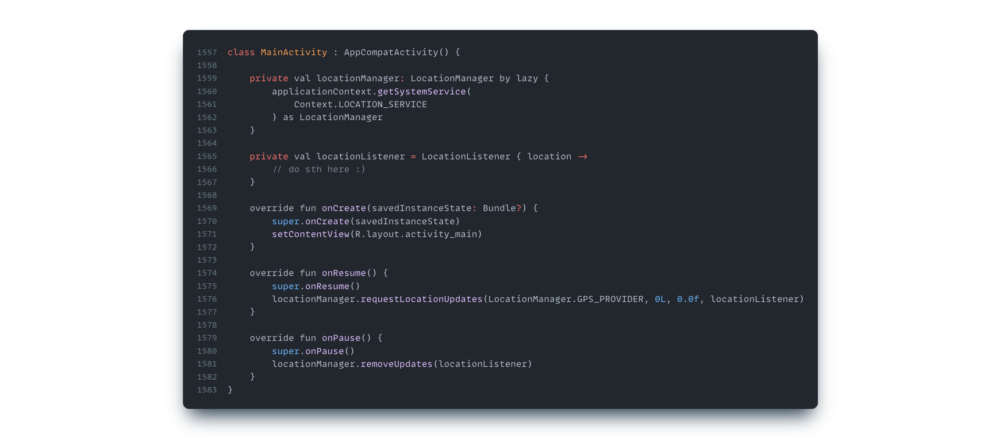 1557 class MainActivity : AppCompatActivity() {
1558
1559     private val locationManager: LocationManager by lazy {
1560         applicationContext.getSystemService(
1561             Context.LOCATION_SERVICE
1562         ) as LocationManager
1563     }
1564
1565     private val locationListener = LocationListener { location ->
1566         // do sth here :)
1567     }
1568
1569     override fun onCreate(savedInstanceState: Bundle?) {
1570         super.onCreate(savedInstanceState)
1571         setContentView(R.layout.activity_main)
1572     }
1573
1574     override fun onResume() {
1575         super.onResume()
1576         locationManager.requestLocationUpdates(LocationManager.GPS_PROVIDER, 0L, 0.0f, locationListener)
1577     }
1578
1579     override fun onPause() {
1580         super.onPause()
1581         locationManager.removeUpdates(locationListener)
1582     }
1583 }